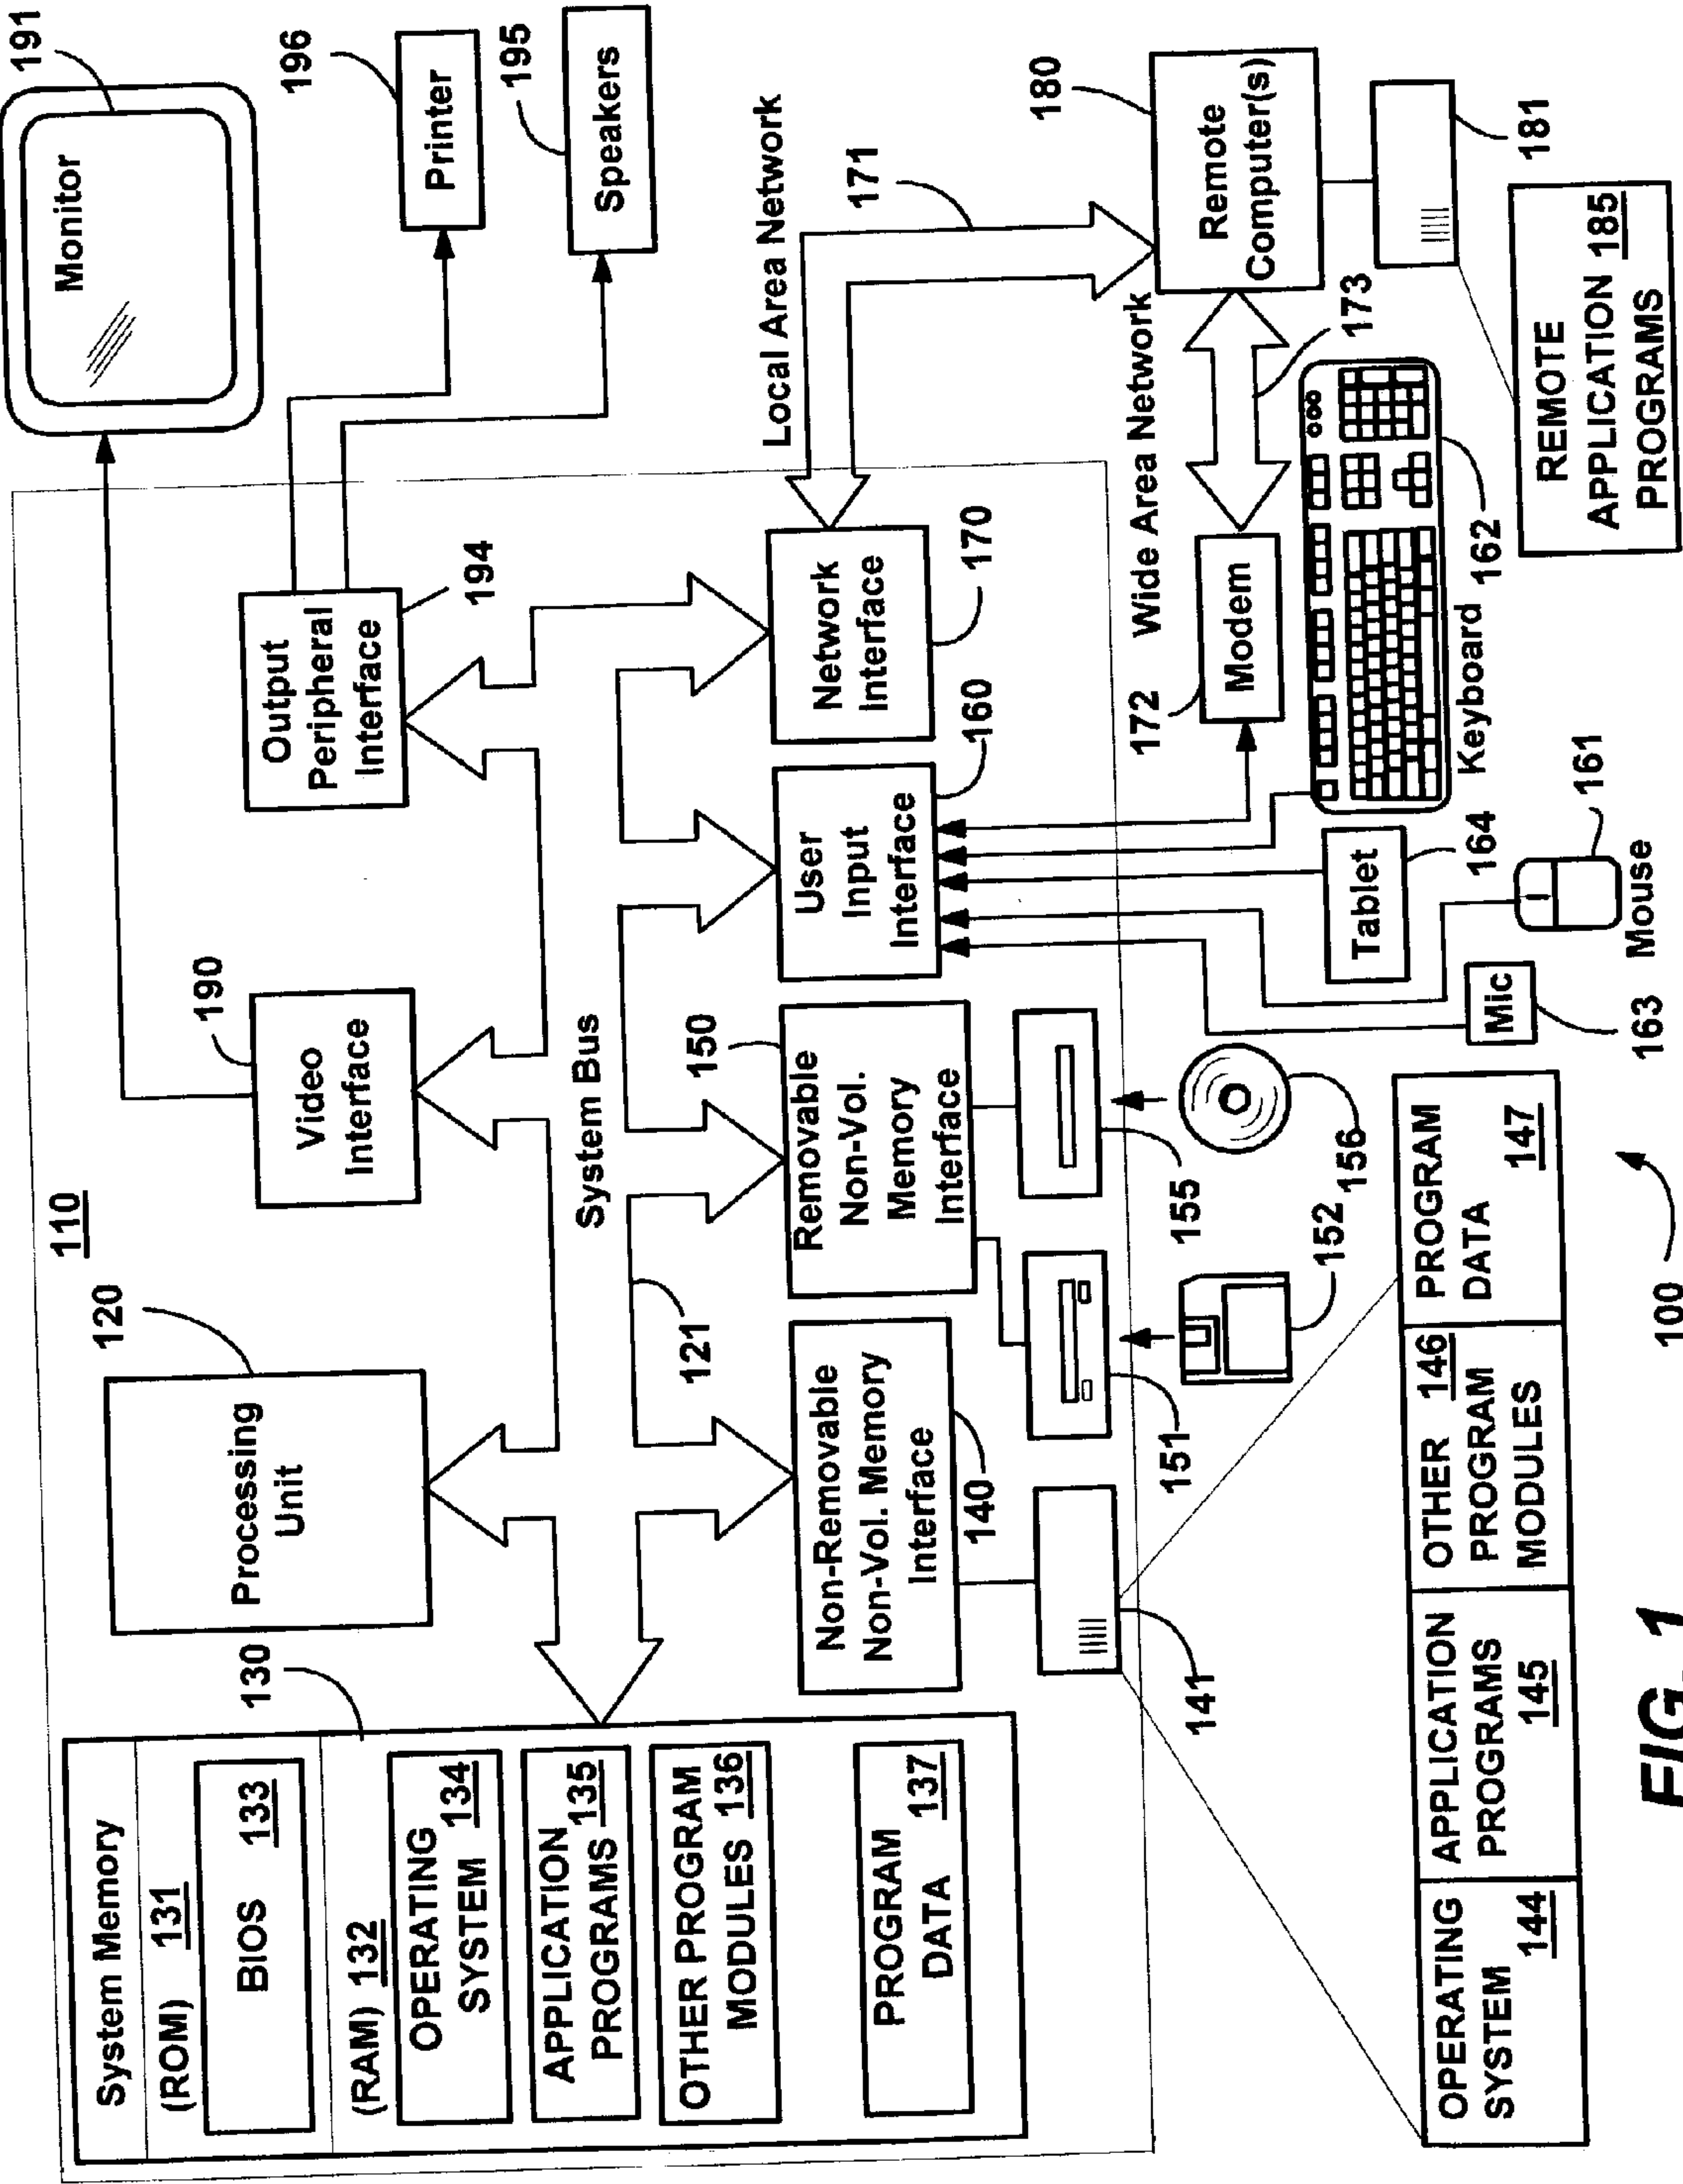 System Memory
(ROM) 131
BIOS 133
(RAM) 132
OPERATING
SYSTEM 134
APPLICATION
PROGRAMS 135
OTHER PROGRAM
MODULES 136
PROGRAM
DATA 137
130
110
120
Processing
Unit
190
Video
Interface
Output
Peripheral
Interface
194
Monitor
191
196
Printer
195
Speakers
System Bus
121
Non-Removable
Non-Vol. Memory
Interface
140
150
Removable
Non-Vol.
Memory
Interface
User
Input
Interface
160
Network
Interface
170
Local Area Network
171
141
151
152
155
156
172
Modem
Wide Area Network
173
180
Remote
Computer(s)
181
REMOTE
APPLICATION 185
PROGRAMS
Keyboard 162
Tablet
164
161
Mouse
Mic
163
OPERATING
SYSTEM 144
APPLICATION
PROGRAMS
145
OTHER 146
PROGRAM
MODULES
PROGRAM
DATA 147
100
FIG. 1